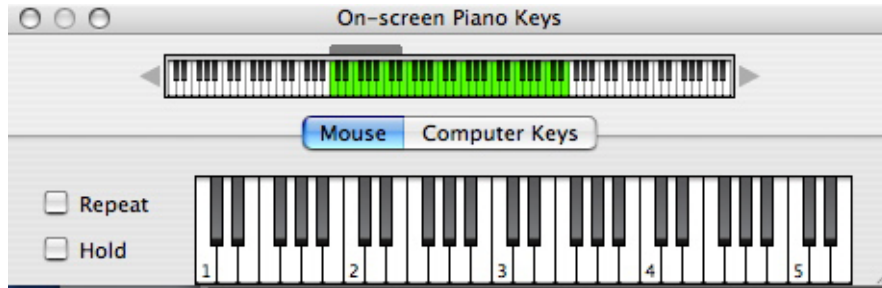 On-screen Piano Keys
Mouse Computer Keys
Repeat
Hold
1 2 3 4 5